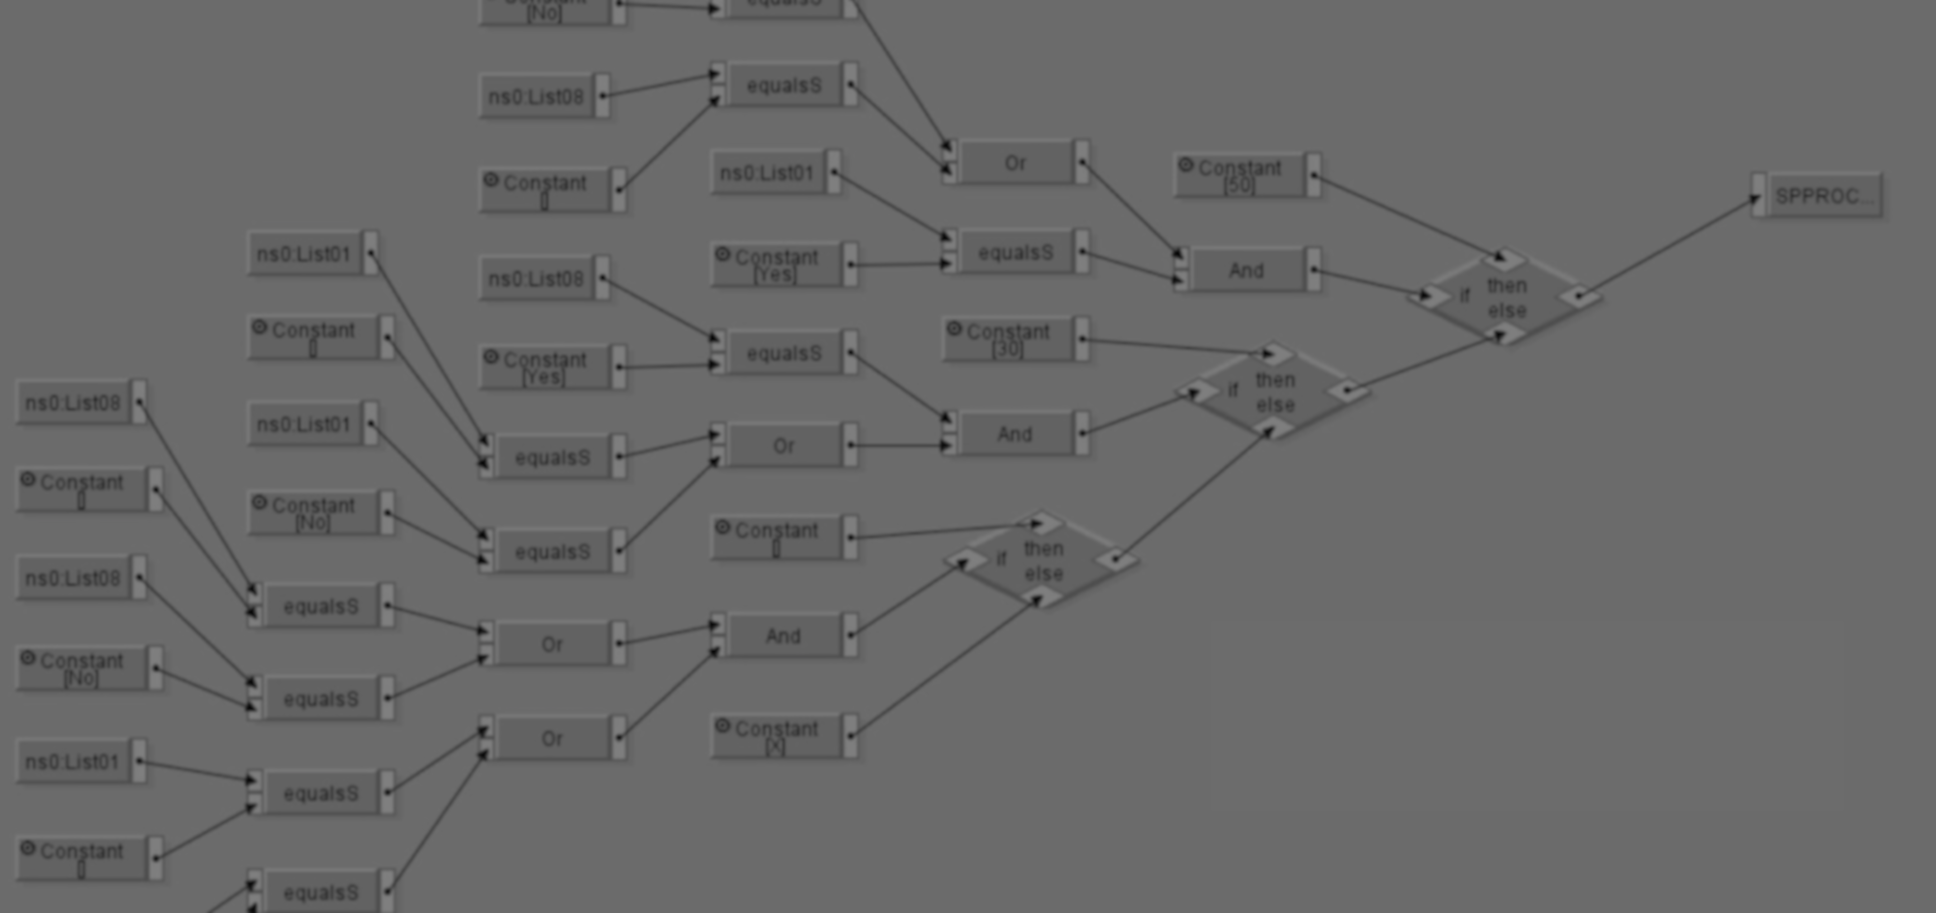 Constant
[No]
equalsS
ns0:List08
equalsS
Constant
[]
ns0:List01
Or
Constant
[50]
SPPROC...
ns0:List01
ns0:List08
Constant
[Yes]
equalsS
And
if then
else
Constant
[]
Constant
[Yes]
equalsS
Constant
[30]
if then
else
ns0:List08
ns0:List01
equalsS
Or
And
Constant
[]
Constant
[No]
equalsS
Constant
[]
if then
else
ns0:List08
equalsS
Or
And
Constant
[No]
equalsS
Or
Constant
[X]
ns0:List01
equalsS
Constant
[]
equalsS